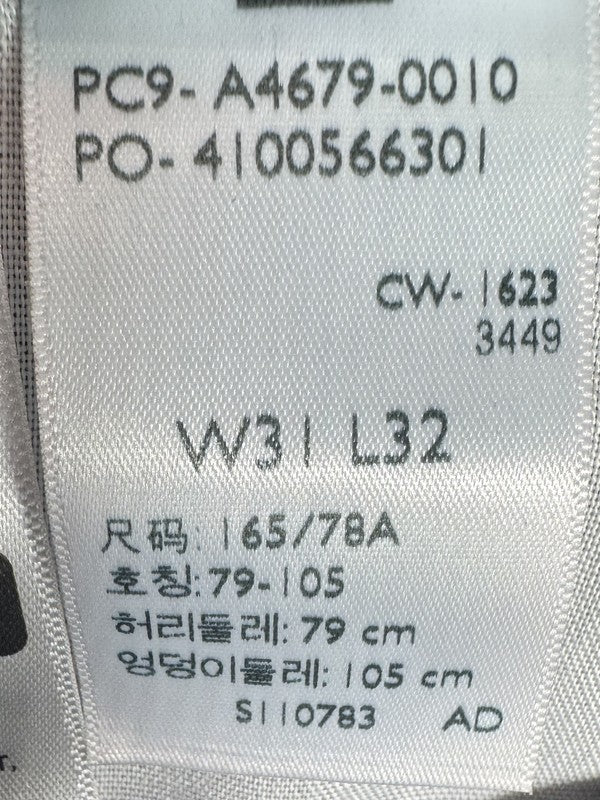 PC9- A4679-0010
PO- 4100566301
CW- 1623
3449
W31 L32
尺码: 165/78A
호칭: 79-105
허리둘레: 79 cm
엉덩이둘레: 105 cm
S110783 AD